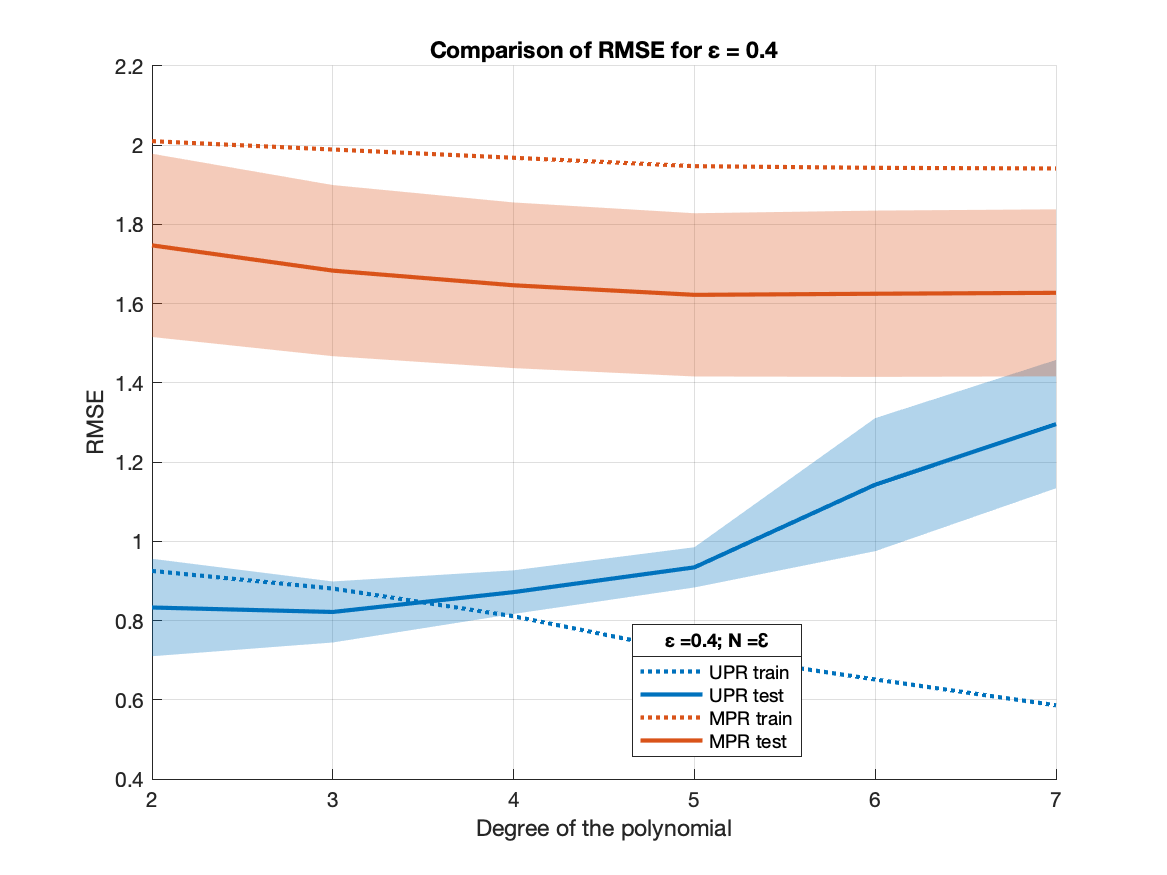 Comparison of RMSE for ε = 0.4
2.2
2
1.8
1.6
1.4
1.2
1
0.8
0.6
0.4
RMSE
ε =0.4; N =Ɛ
UPR train
UPR test
MPR train
MPR test
2 3 4 5 6 7
Degree of the polynomial